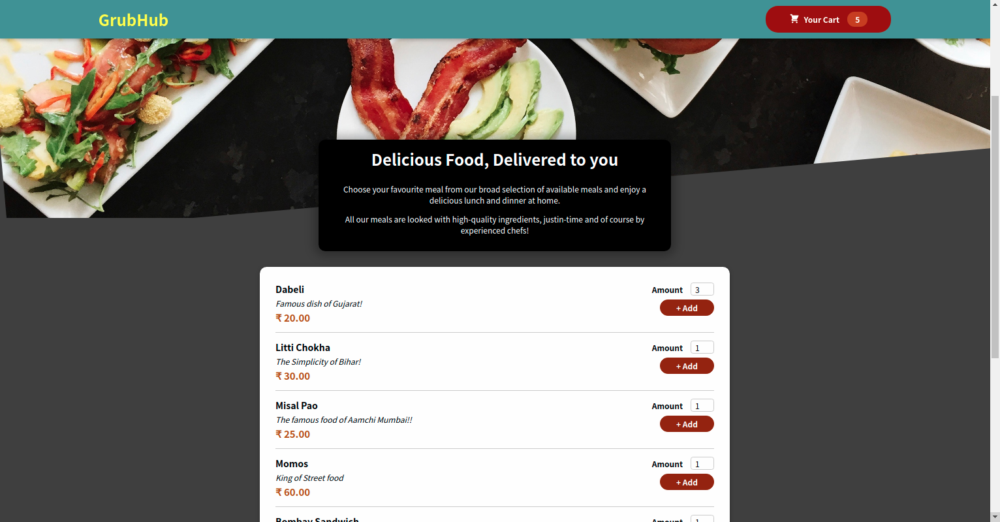 GrubHub
Your Cart 5
Delicious Food, Delivered to you
Choose your favourite meal from our broad selection of available meals and enjoy a
delicious lunch and dinner at home.
All our meals are looked with high-quality ingredients, justin-time and of course by
experienced chefs!
Dabeli
Amount 3
Famous dish of Gujarat!
+ Add
₹ 20.00
Litti Chokha
Amount 1
The Simplicity of Bihar!
+ Add
₹ 30.00
Misal Pao
Amount 1
The famous food of Aamchi Mumbai!!
+ Add
₹ 25.00
Momos
Amount 1
King of Street food
+ Add
₹ 60.00
Bombay Sandwich
Amount 1